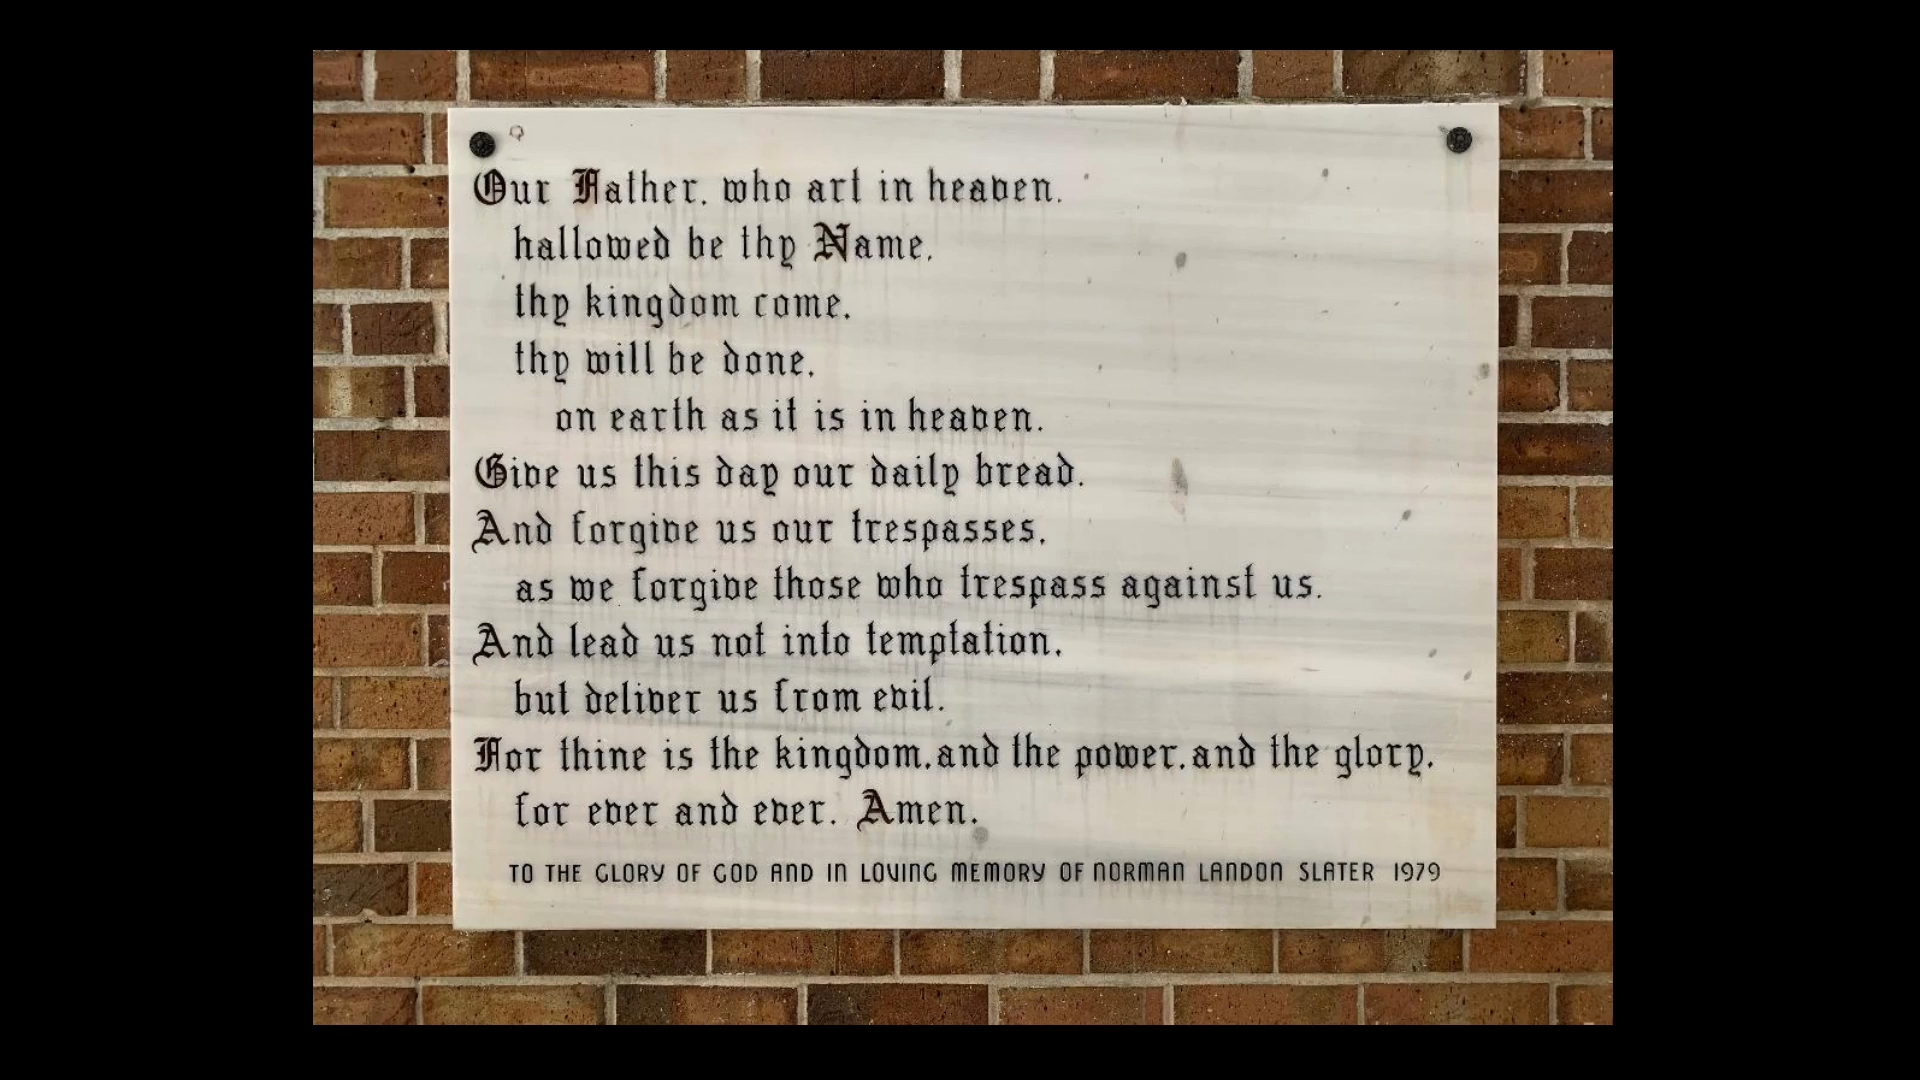 Our Father, who art in heaven,
hallowed be thy Name,
thy kingdom come,
thy will be done,
on earth as it is in heaven.
Give us this day our daily bread.
And forgive us our trespasses,
as we forgive those who trespass against us.
And lead us not into temptation,
but deliver us from evil.
For thine is the kingdom, and the power, and the glory,
for ever and ever. Amen.
TO THE GLORY OF GOD AND IN LOVING MEMORY OF NORMAN LANDON SLATER 1979